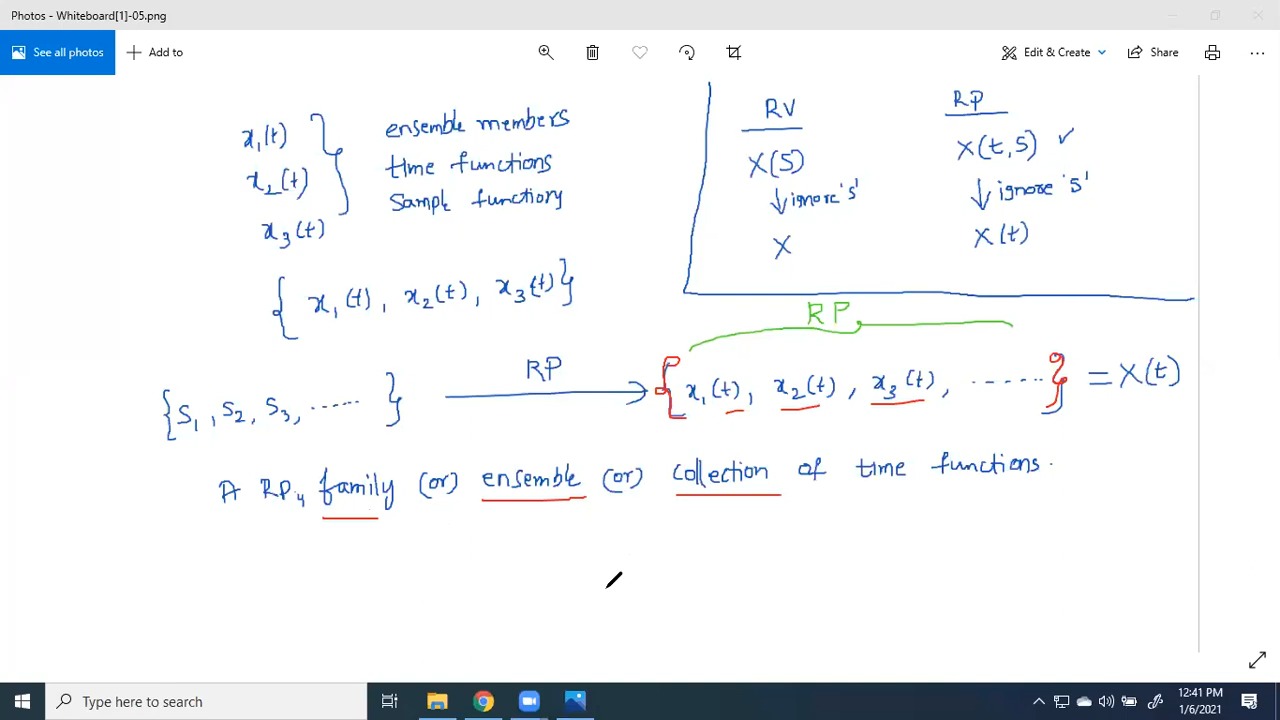 Photos - Whiteboard[1]-05.png
See all photos
Add to
Edit & Create
Share
x₁(t)
x₂(t)
x₃(t)
ensemble members
time functions
Sample functiory
{ x₁(t), x₂(t), x₃(t) }
RV
X(S)
↓ ignore 's'
X
RP
X(t,S) ✓
↓ ignore 's'
X(t)
RP
{S₁, S₂, S₃, ......}
RP
{x₁(t), x₂(t), x₃(t), ......} = X(t)
A RP, family (or) ensemble (or) collection of time functions.
Type here to search
12:41 PM
1/6/2021